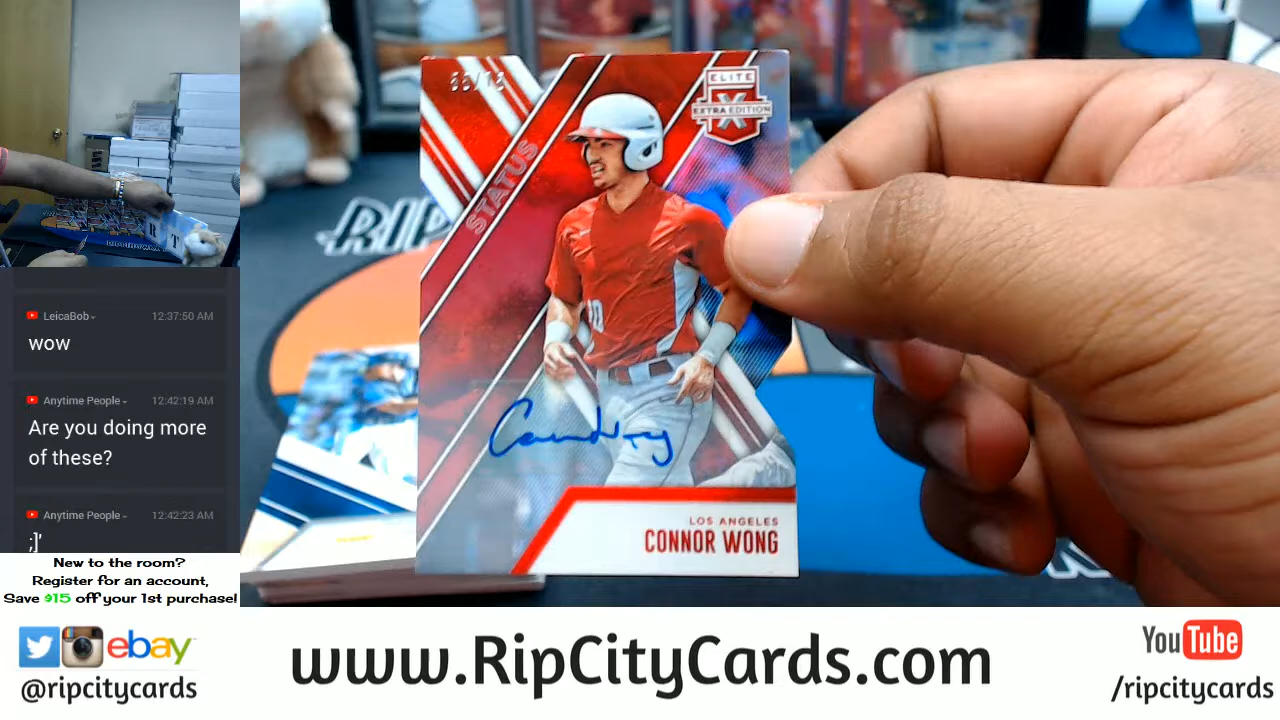 LeicaBob
12:37:50 AM
wow
Anytime People
12:42:19 AM
Are you doing more
of these?
Anytime People
12:42:23 AM
;]'
New to the room?
Register for an account,
Save $15 off your 1st purchase!
STATUS
ELITE
EXTRA EDITION
X
LOS ANGELES
CONNOR WONG
RIP
ebay
@ripcitycards
www.RipCityCards.com
YouTube
/ripcitycards